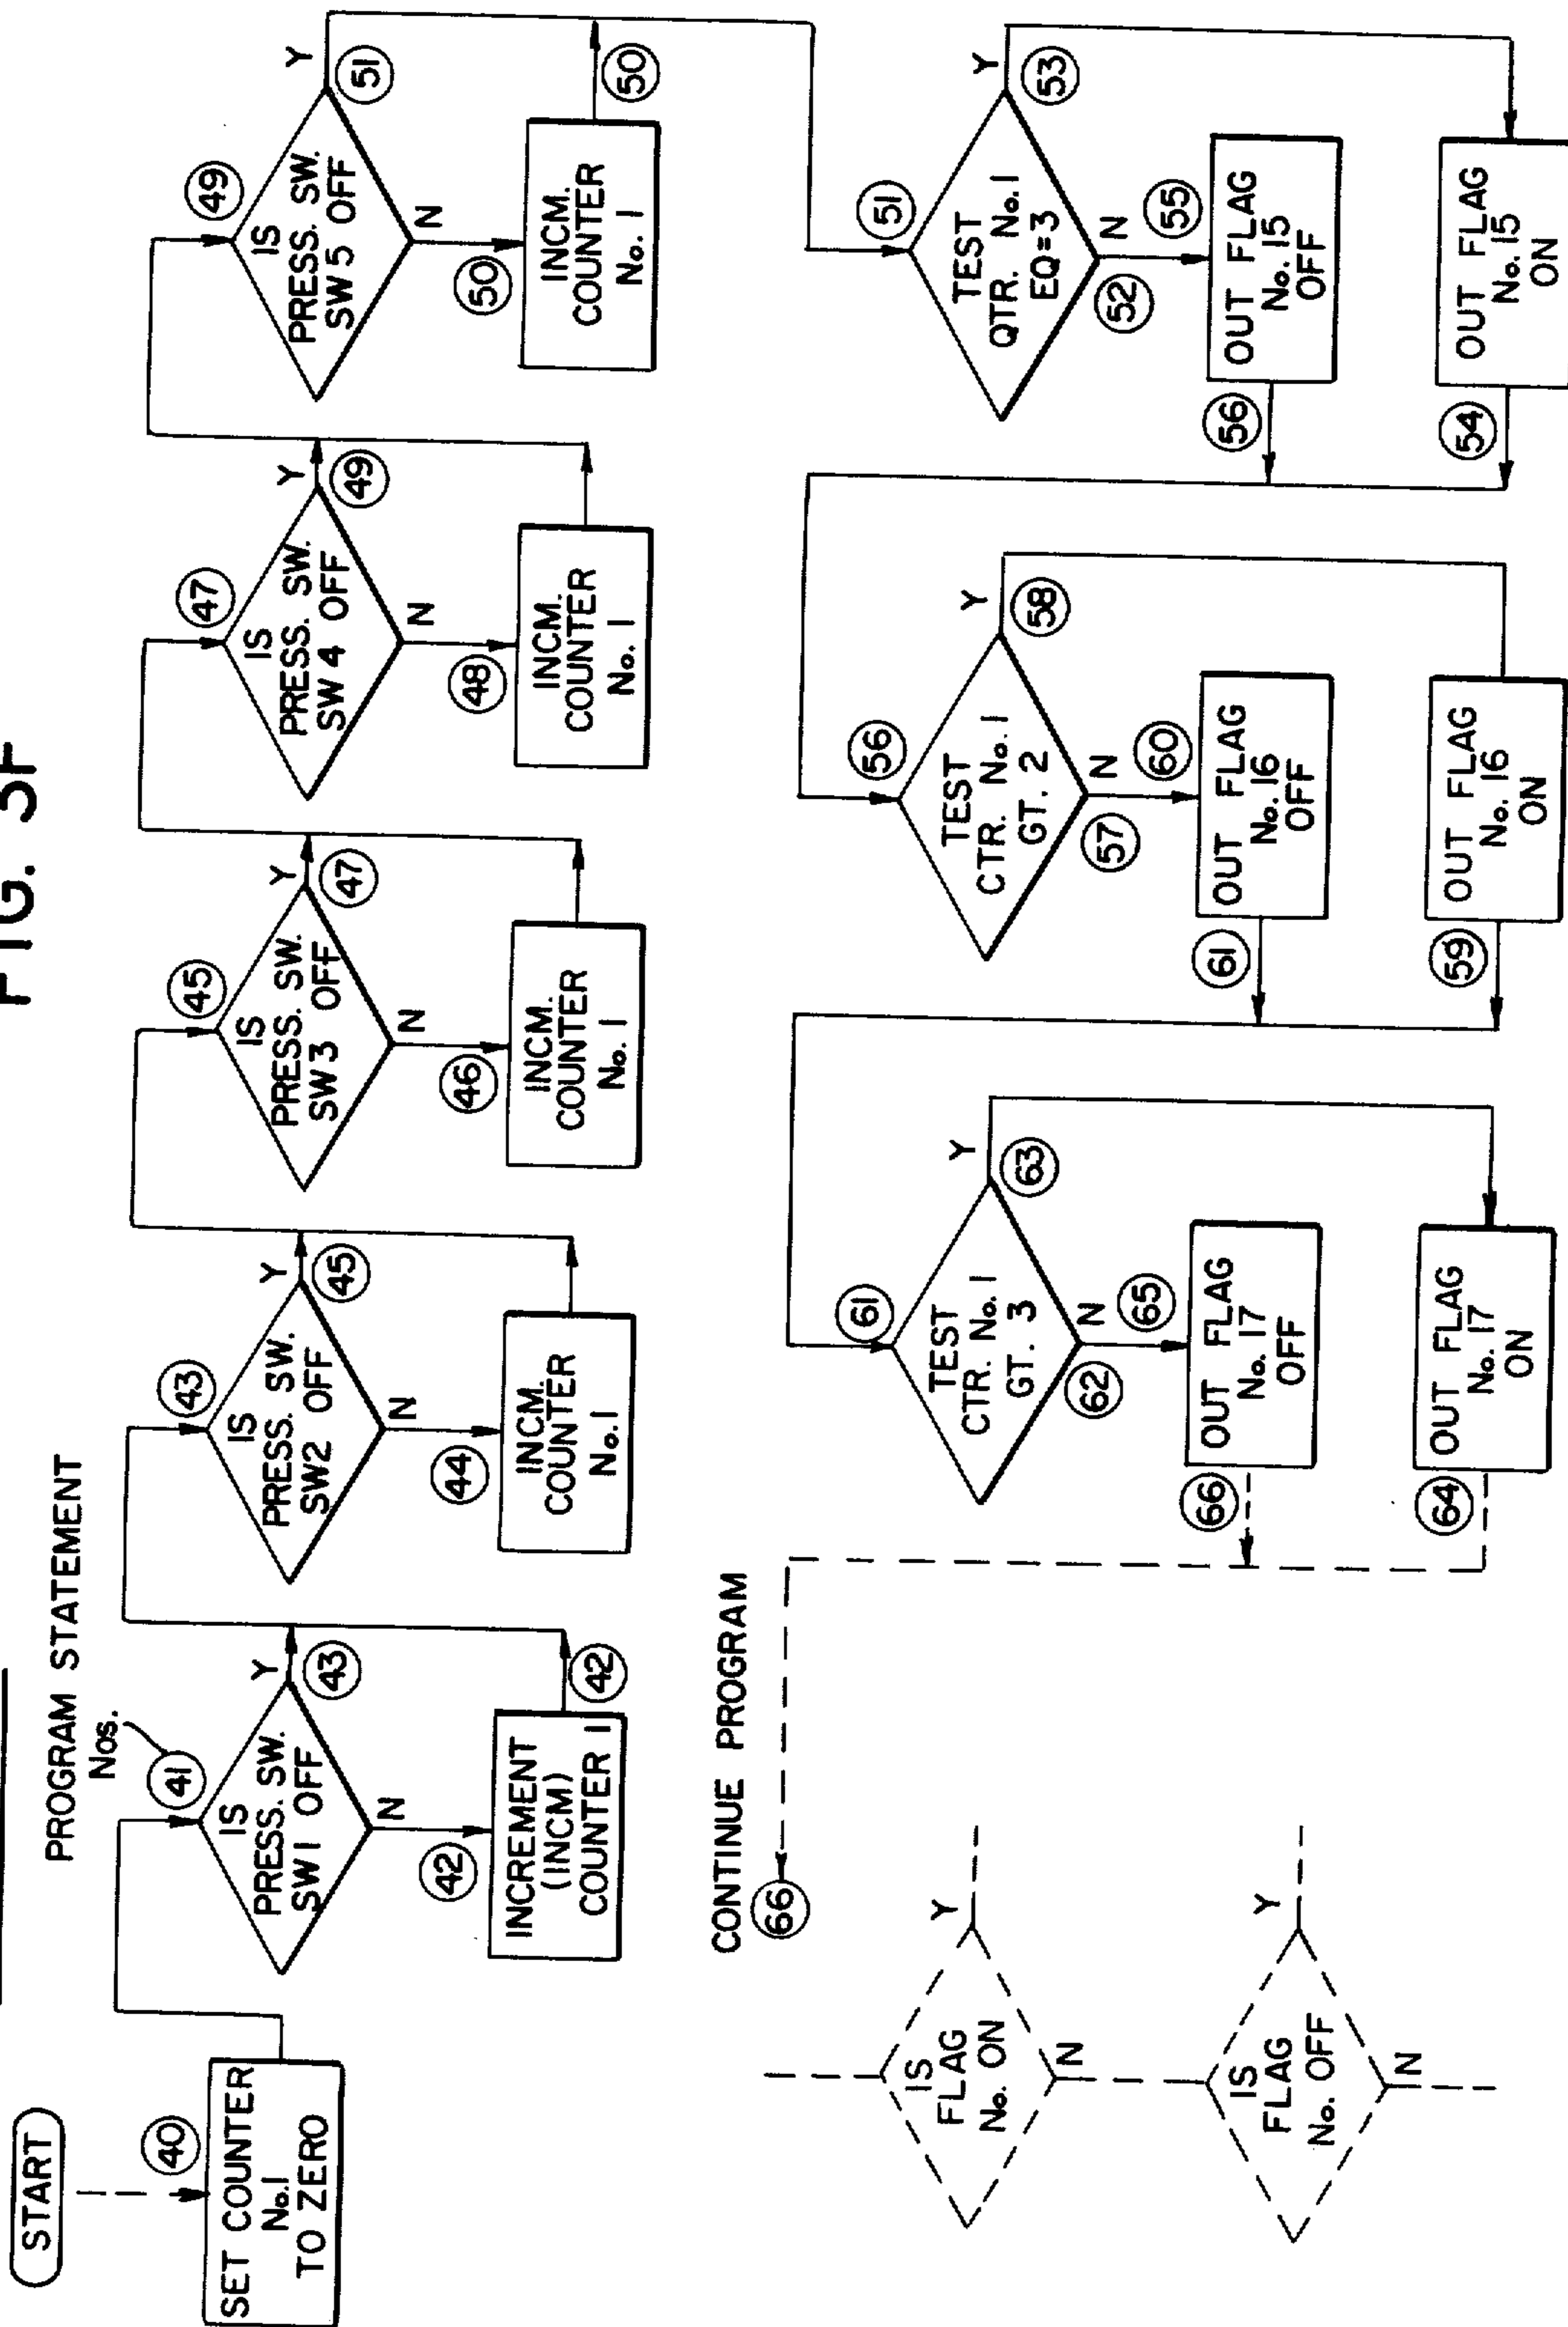 FIG. 3F
START
PROGRAM STATEMENT
Nos.
40
SET COUNTER
No.1
TO ZERO
41
IS
PRESS. SW.
SW1 OFF
Y
43
N
42
INCREMENT
(INCM)
COUNTER 1
42
43
IS
PRESS. SW.
SW2 OFF
Y
45
N
44
INCM.
COUNTER
No.1
45
IS
PRESS. SW.
SW3 OFF
Y
47
N
46
INCM.
COUNTER
No. 1
47
IS
PRESS. SW.
SW 4 OFF
Y
49
N
48
INCM.
COUNTER
No. 1
49
IS
PRESS. SW.
SW 5 OFF
Y
51
N
50
INCM.
COUNTER
No. 1
50
51
TEST
QTR. No.1
EQ=3
Y
53
N
52
55
OUT FLAG
No. 15
OFF
56
OUT FLAG
No. 15
ON
54
56
TEST
CTR. No. 1
GT. 2
Y
58
N
57
60
OUT FLAG
No. 16
OFF
61
OUT FLAG
No. 16
ON
59
61
TEST
CTR. No. 1
GT. 3
Y
63
N
62
65
OUT FLAG
No. 17
OFF
66
OUT FLAG
No. 17
ON
64
CONTINUE PROGRAM
66
IS
FLAG
No. ON
Y
N
IS
FLAG
No. OFF
Y
N